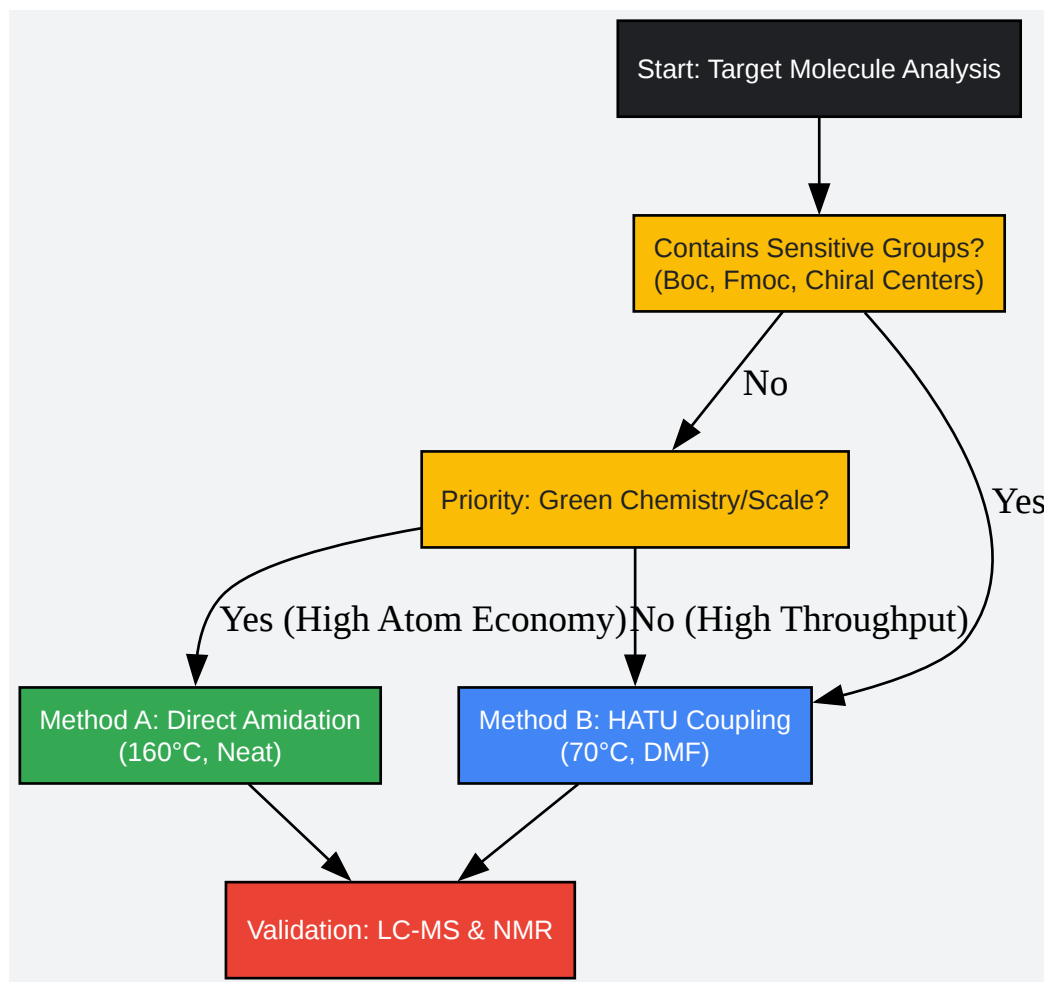 Start: Target Molecule Analysis
Contains Sensitive Groups?
(Boc, Fmoc, Chiral Centers)
No
Priority: Green Chemistry/Scale?
Yes
Yes (High Atom Economy)
No (High Throughput)
Method A: Direct Amidation
(160°C, Neat)
Method B: HATU Coupling
(70°C, DMF)
Validation: LC-MS & NMR